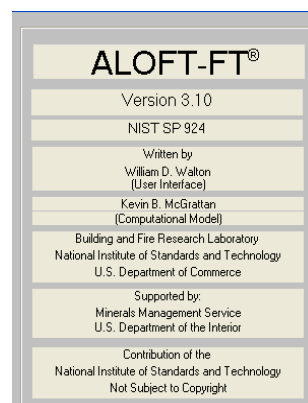 ALOFT-FT®
Version 3.10
NIST SP 924
Written by
William D. Walton
(User Interface)
Kevin B. McGrattan
(Computational Model)
Building and Fire Research Laboratory
National Institute of Standards and Technology
U.S. Department of Commerce
Supported by:
Minerals Management Service
U.S. Department of the Interior
Contribution of the
National Institute of Standards and Technology
Not Subject to Copyright